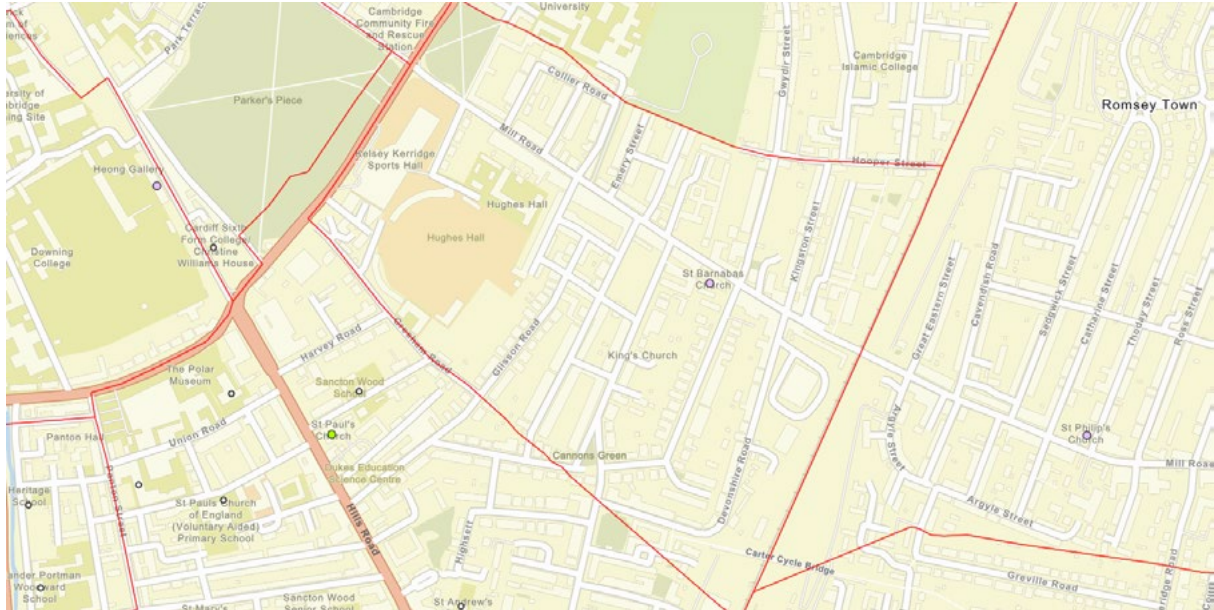 University
Cambridge
Community Fire
and Rescue
Station
Park Terrace
Cambridge
Islamic College
Gwydir Street
Collier Road
Parker's Piece
Romsey Town
Mill Road
Kelsey Kerridge
Sports Hall
Emery Street
Hooper Street
Heong Gallery
Hughes Hall
Cardiff Sixth
Form College/
Christine
Williams House
Hughes Hall
Kingston Street
Downing
College
St Barnabas
Church
Great Eastern Street
Cavendish Road
Sedgwick Street
Catharine Street
Thoday Street
Ross Street
Harvey Road
Gresham Road
Glisson Road
King's Church
The Polar
Museum
Sancton Wood
School
St Paul's
Church
Union Road
Panton Hall
Argyle Street
St Philip's
Church
Cannons Green
Devonshire Road
Mill Road
Dukes Education
Science Centre
Heritage
School
Panton Street
St Pauls Church
of England
(Voluntary Aided)
Primary School
Hills Road
Argyle Street
Highsett
Carter Cycle Bridge
Greville Road
Woodward
School
Sancton Wood
Senior School
St Mary's
St Andrew's